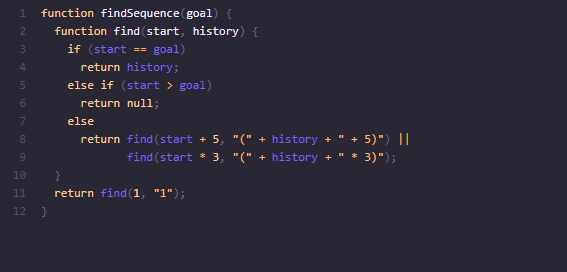 1 function findSequence(goal) {
2   function find(start, history) {
3     if (start == goal)
4       return history;
5     else if (start > goal)
6       return null;
7     else
8       return find(start + 5, "(" + history + " + 5)") ||
9              find(start * 3, "(" + history + " * 3)");
10   }
11   return find(1, "1");
12 }